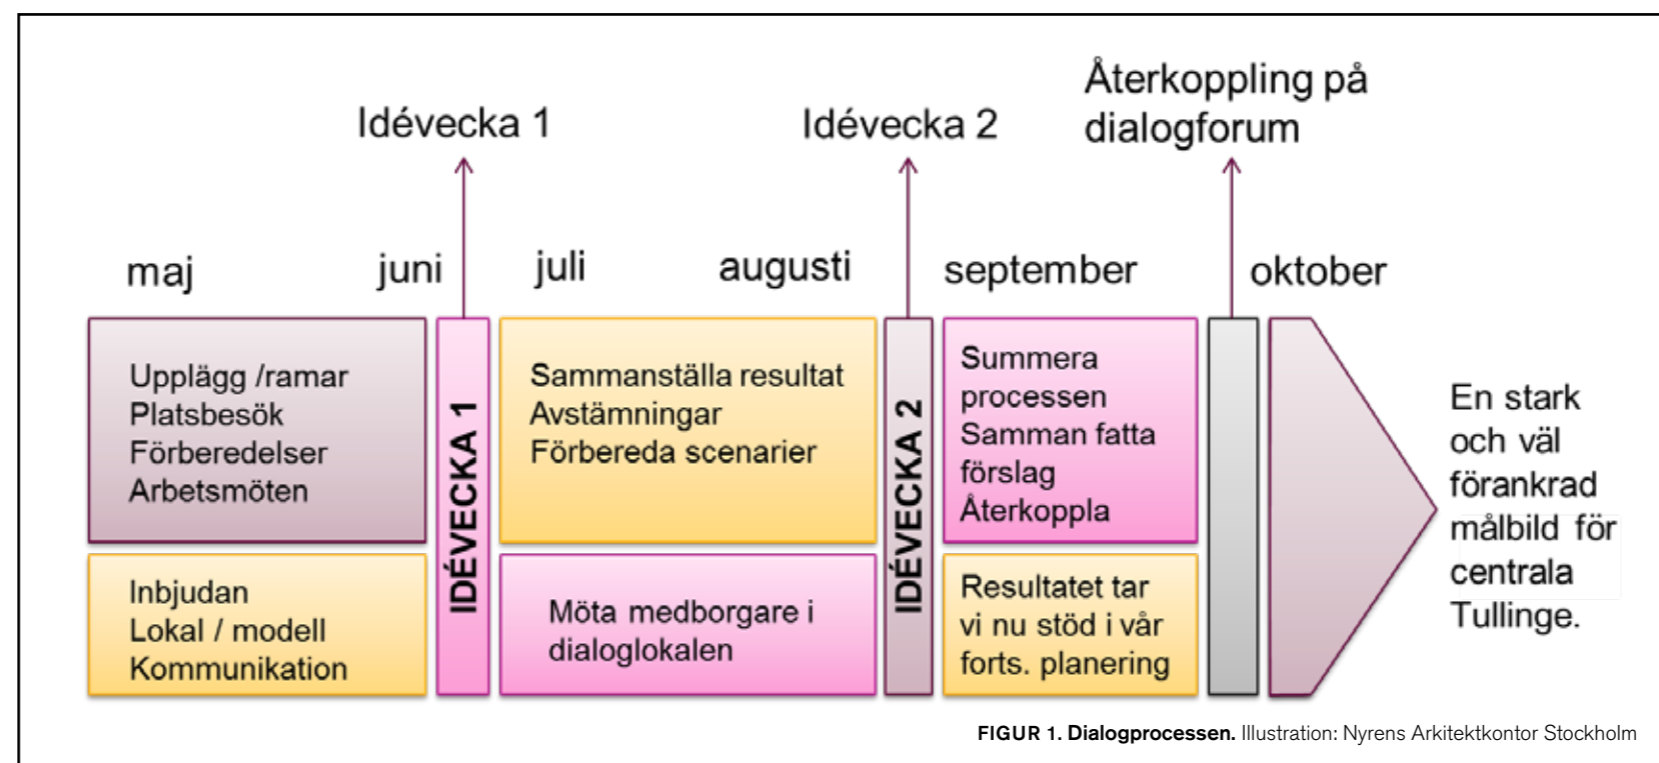 Idévecka 1
Idévecka 2
Återkoppling på
dialogforum
maj
juni
juli
augusti
september
oktober
Upplägg /ramar
Platsbesök
Förberedelser
Arbetsmöten
Inbjudan
Lokal / modell
Kommunikation
IDÉVECKA 1
Sammanställa resultat
Avstämningar
Förbereda scenarier
Möta medborgare i
dialoglokalen
IDÉVECKA 2
Summera
processen
Samman fatta
förslag
Återkoppla
Resultatet tar
vi nu stöd i vår
forts. planering
En stark
och väl
förankrad
målbild för
centrala
Tullinge.
FIGUR 1. Dialogprocessen. Illustration: Nyrens Arkitektkontor Stockholm